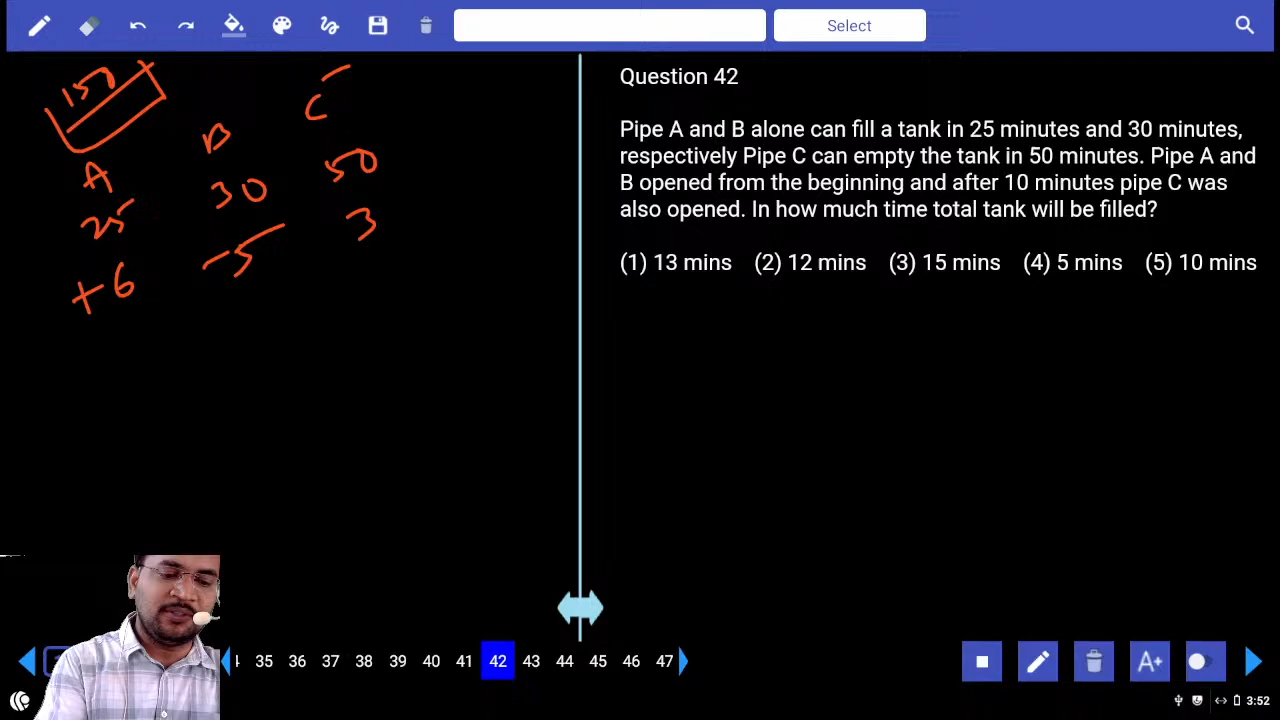 Select
150
A B C
25 30 50
+6 5 3
Question 42
Pipe A and B alone can fill a tank in 25 minutes and 30 minutes,
respectively Pipe C can empty the tank in 50 minutes. Pipe A and
B opened from the beginning and after 10 minutes pipe C was
also opened. In how much time total tank will be filled?
(1) 13 mins (2) 12 mins (3) 15 mins (4) 5 mins (5) 10 mins
35 36 37 38 39 40 41 42 43 44 45 46 47
A+
3:52